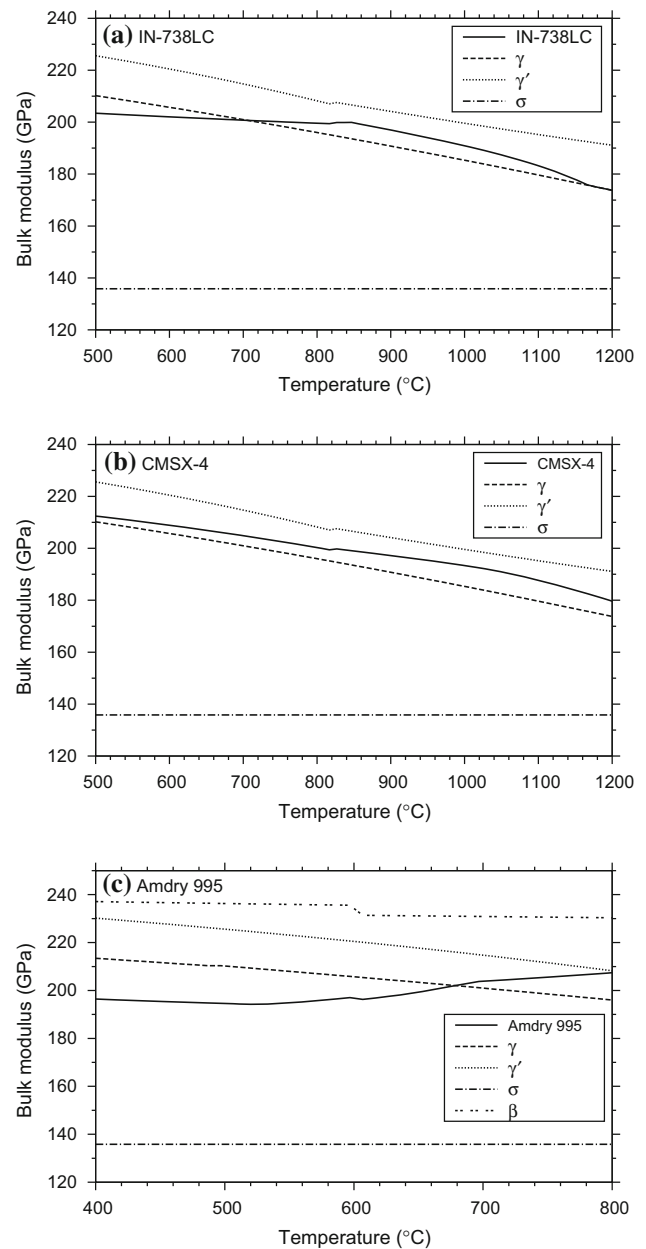 (a) IN-738LC
IN-738LC
γ
γ′
σ
240
220
200
180
160
140
120
Bulk modulus (GPa)
500 600 700 800 900 1000 1100 1200
Temperature (°C)
(b) CMSX-4
CMSX-4
γ
γ′
σ
240
220
200
180
160
140
120
Bulk modulus (GPa)
500 600 700 800 900 1000 1100 1200
Temperature (°C)
(c) Amdry 995
240
220
200
180
160
140
120
Bulk modulus (GPa)
Amdry 995
γ
γ′
σ
β
400 500 600 700 800
Temperature (°C)